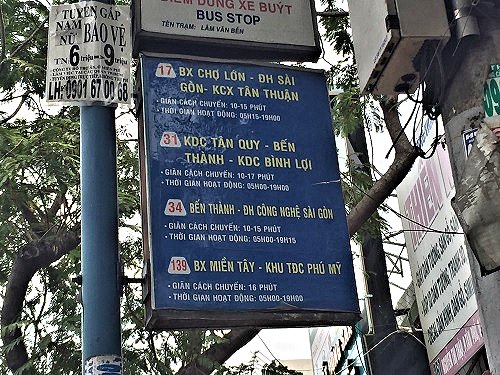 ĐIỂM DỪNG XE BUÝT
BUS STOP
TÊN TRẠM: LÂM VĂN BỀN
TUYỂN GẤP
NAM BẢO VỆ
NỮ
TN 6 triệu - 9 triệu
LH: 0901 67 00 68
17 BX CHỢ LỚN - ĐH SÀI
GÒN- KCX TÂN THUẬN
- GIÃN CÁCH CHUYẾN: 10-15 PHÚT
- THỜI GIAN HOẠT ĐỘNG: 05H15-19H00
31 KDC TÂN QUY - BẾN
THÀNH - KDC BÌNH LỢI
- GIÃN CÁCH CHUYẾN: 10-17 PHÚT
- THỜI GIAN HOẠT ĐỘNG: 05H00-19H00
34 BẾN THÀNH - ĐH CÔNG NGHỆ SÀI GÒN
- GIÃN CÁCH CHUYẾN: 10-15 PHÚT
- THỜI GIAN HOẠT ĐỘNG: 05H00-19H15
139 BX MIỀN TÂY - KHU TĐC PHÚ MỸ
- GIÃN CÁCH CHUYẾN: 16 PHÚT
- THỜI GIAN HOẠT ĐỘNG: 05H00-19H00